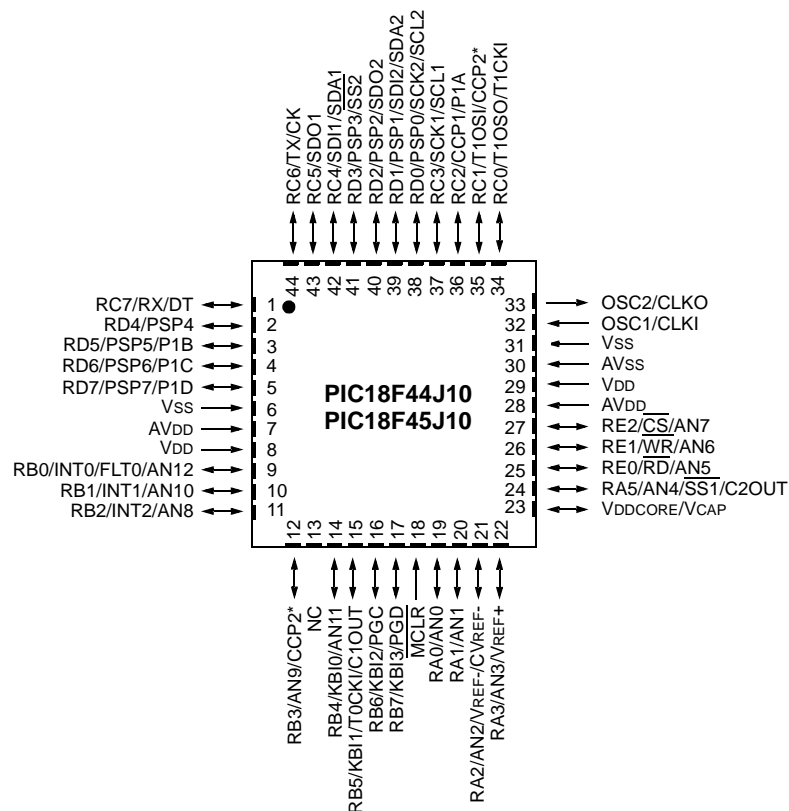 RC6/TX/CK
RC5/SDO1
RC4/SDI1/SDA1
RD3/PSP3/SS2
RD2/PSP2/SDO2
RD1/PSP1/SDI2/SDA2
RD0/PSP0/SCK2/SCL2
RC3/SCK1/SCL1
RC2/CCP1/P1A
RC1/T1OSI/CCP2*
RC0/T1OSO/T1CKI
44
43
42
41
40
39
38
37
36
35
34
RC7/RX/DT 1
RD4/PSP4 2
RD5/PSP5/P1B 3
RD6/PSP6/P1C 4
RD7/PSP7/P1D 5
VSS 6
AVDD 7
VDD 8
RB0/INT0/FLT0/AN12 9
RB1/INT1/AN10 10
RB2/INT2/AN8 11
PIC18F44J10
PIC18F45J10
33 OSC2/CLKO
32 OSC1/CLKI
31 VSS
30 AVSS
29 VDD
28 AVDD
27 RE2/CS/AN7
26 RE1/WR/AN6
25 RE0/RD/AN5
24 RA5/AN4/SS1/C2OUT
23 VDDCORE/VCAP
12
13
14
15
16
17
18
19
20
21
22
RB3/AN9/CCP2*
NC
RB4/KBI0/AN11
RB5/KBI1/T0CKI/C1OUT
RB6/KBI2/PGC
RB7/KBI3/PGD
MCLR
RA0/AN0
RA1/AN1
RA2/AN2/VREF-/CVREF-
RA3/AN3/VREF+